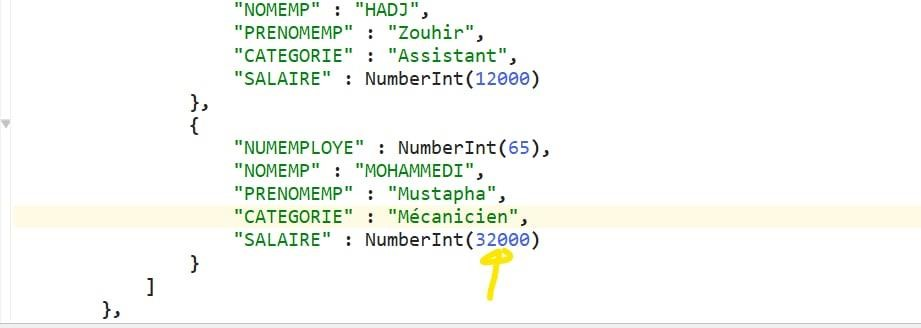 "NOMEMP" : "HADJ",
"PRENOMEMP" : "Zouhir",
"CATEGORIE" : "Assistant",
"SALAIRE" : NumberInt(12000)
},
{
"NUMEMPLOYE" : NumberInt(65),
"NOMEMP" : "MOHAMMEDI",
"PRENOMEMP" : "Mustapha",
"CATEGORIE" : "Mécanicien",
"SALAIRE" : NumberInt(32000)
}
]
},